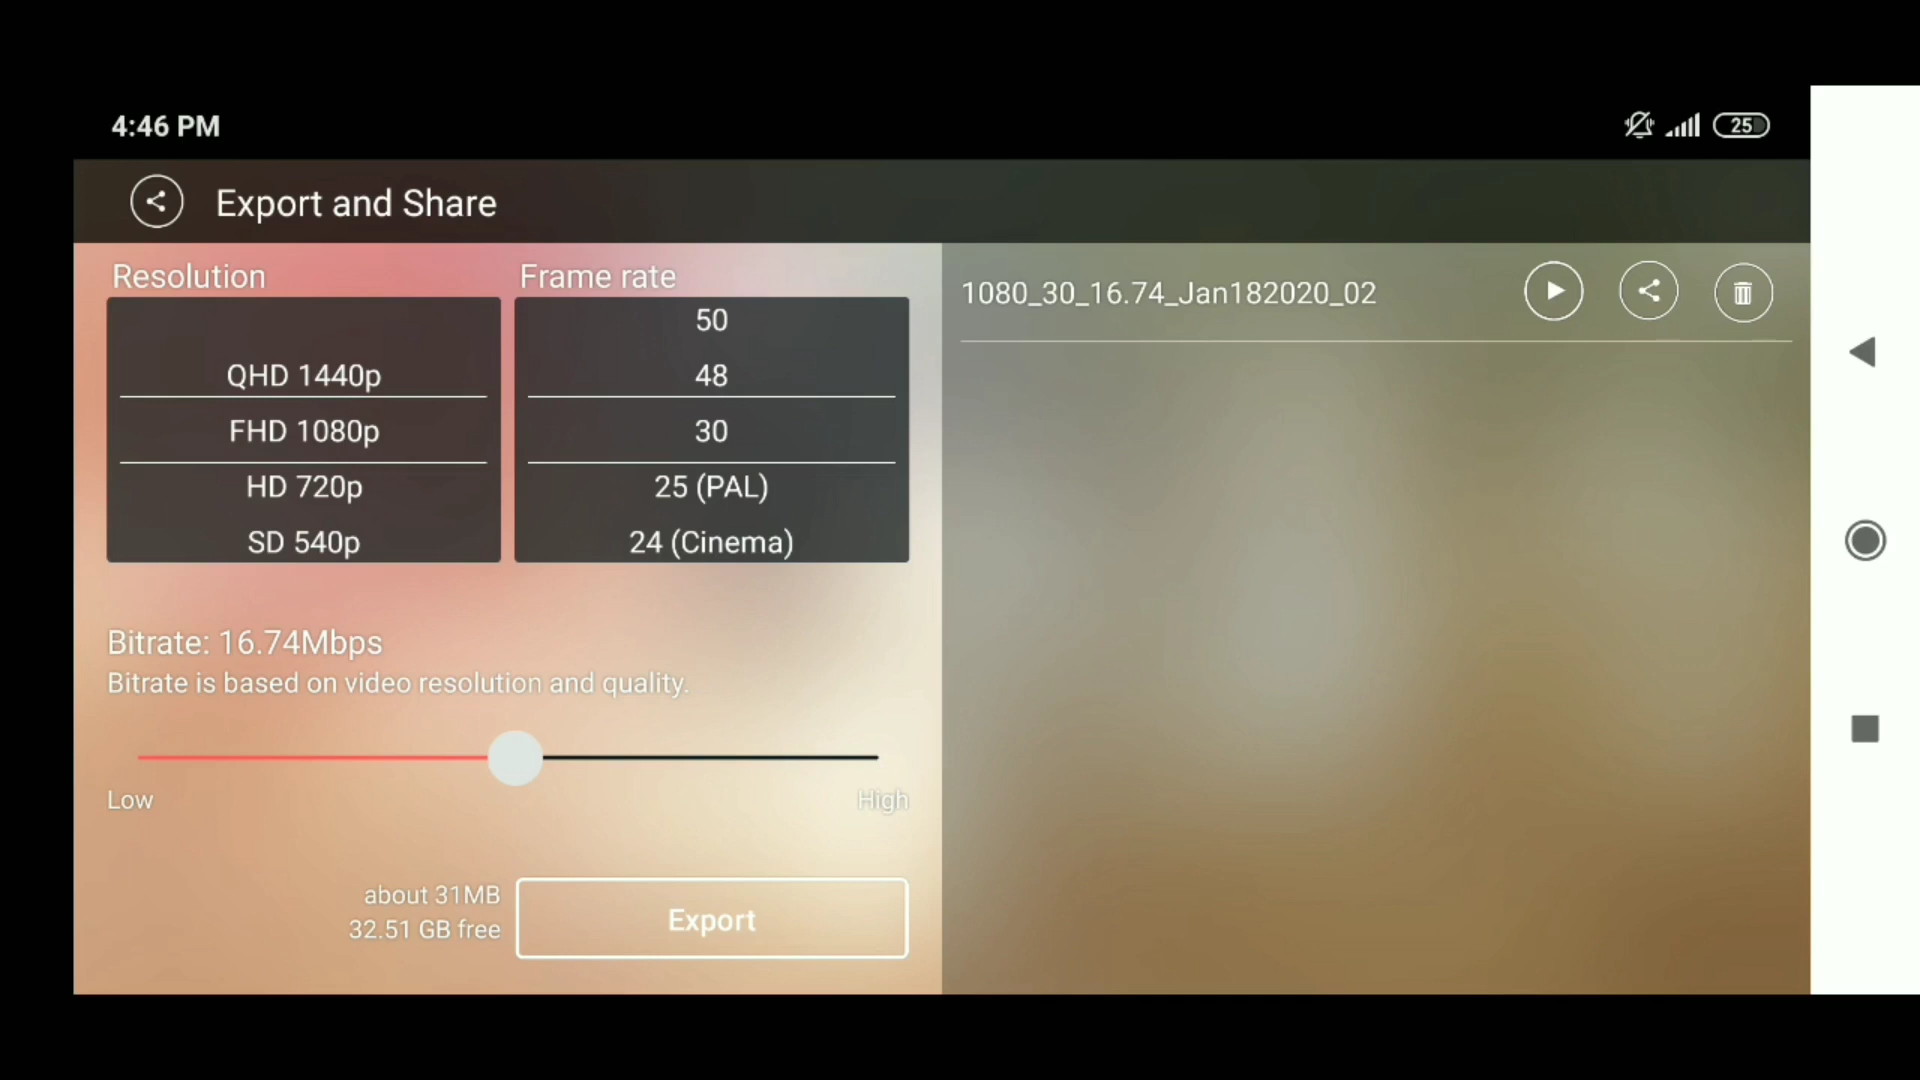 4:46 PM
25
Export and Share
Resolution
Frame rate
QHD 1440p
FHD 1080p
HD 720p
SD 540p
50
48
30
25 (PAL)
24 (Cinema)
1080_30_16.74_Jan182020_02
Bitrate: 16.74Mbps
Bitrate is based on video resolution and quality.
Low
High
about 31MB
32.51 GB free
Export